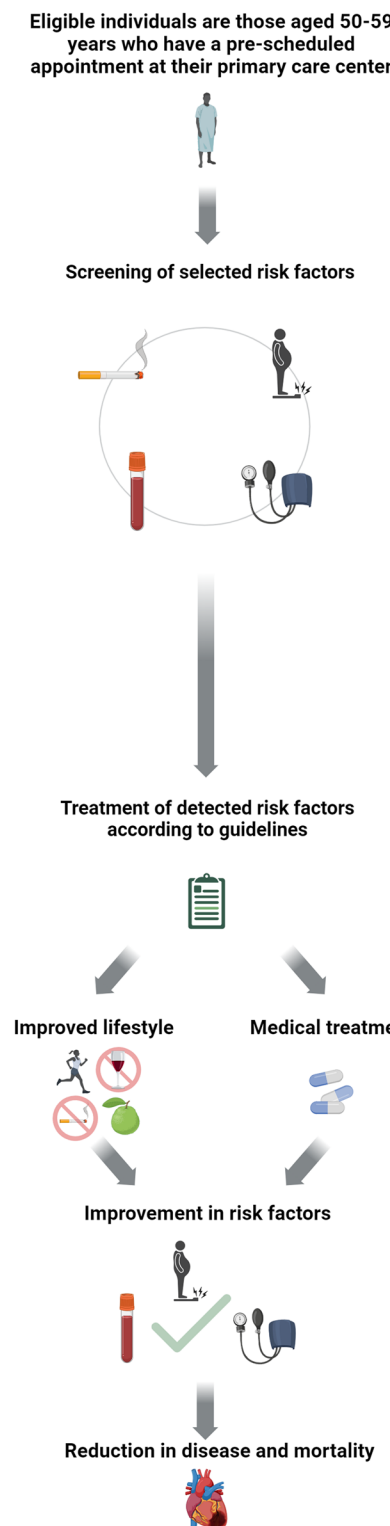 Eligible individuals are those aged 50-59
years who have a pre-scheduled
appointment at their primary care center
Screening of selected risk factors
Treatment of detected risk factors
according to guidelines
Improved lifestyle
Medical treatme
Improvement in risk factors
Reduction in disease and mortality